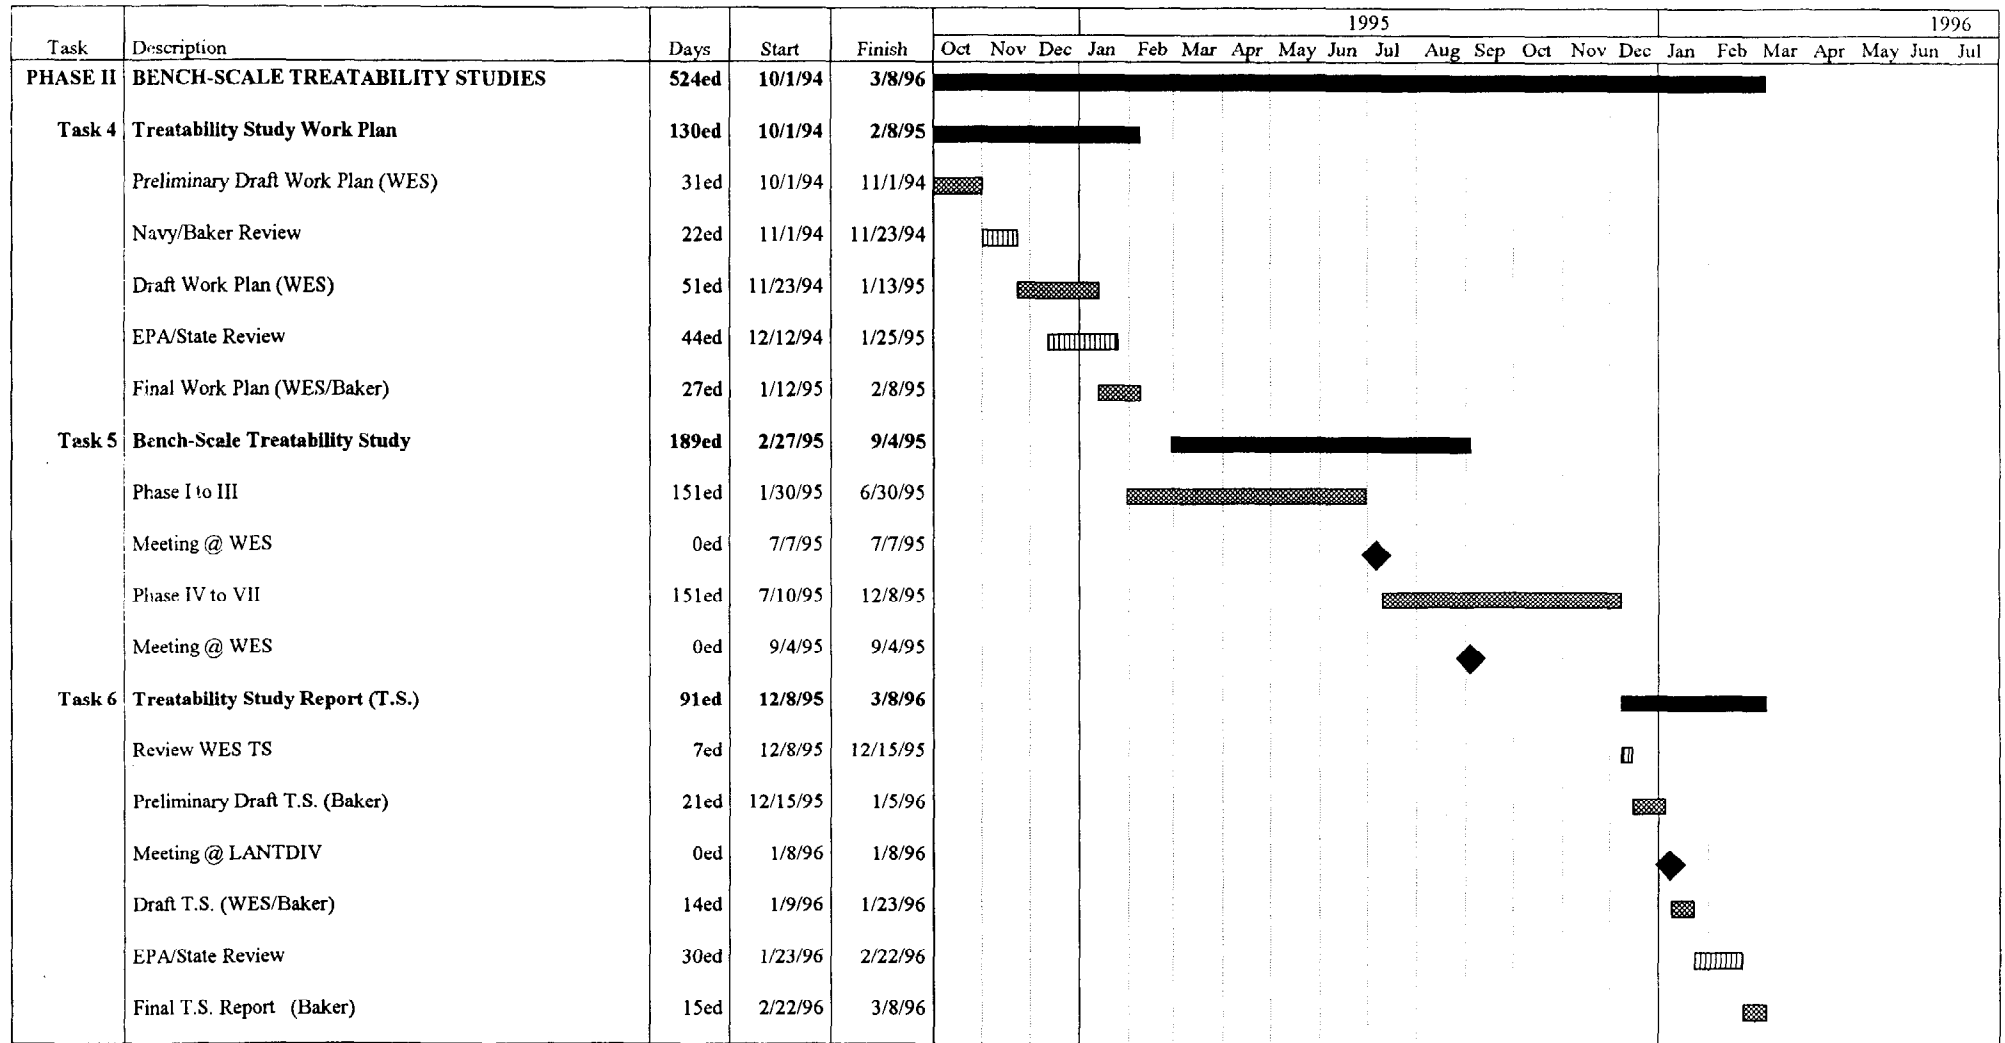 1995 1996
Task Description Days Start Finish Oct Nov Dec Jan Feb Mar Apr May Jun Jul Aug Sep Oct Nov Dec Jan Feb Mar Apr May Jun Jul
PHASE II BENCH-SCALE TREATABILITY STUDIES 524ed 10/1/94 3/8/96
Task 4 Treatability Study Work Plan 130ed 10/1/94 2/8/95
Preliminary Draft Work Plan (WES) 31ed 10/1/94 11/1/94
Navy/Baker Review 22ed 11/1/94 11/23/94
Draft Work Plan (WES) 51ed 11/23/94 1/13/95
EPA/State Review 44ed 12/12/94 1/25/95
Final Work Plan (WES/Baker) 27ed 1/12/95 2/8/95
Task 5 Bench-Scale Treatability Study 189ed 2/27/95 9/4/95
Phase I to III 151ed 1/30/95 6/30/95
Meeting @ WES 0ed 7/7/95 7/7/95
Phase IV to VII 151ed 7/10/95 12/8/95
Meeting @ WES 0ed 9/4/95 9/4/95
Task 6 Treatability Study Report (T.S.) 91ed 12/8/95 3/8/96
Review WES TS 7ed 12/8/95 12/15/95
Preliminary Draft T.S. (Baker) 21ed 12/15/95 1/5/96
Meeting @ LANTDIV 0ed 1/8/96 1/8/96
Draft T.S. (WES/Baker) 14ed 1/9/96 1/23/96
EPA/State Review 30ed 1/23/96 2/22/96
Final T.S. Report (Baker) 15ed 2/22/96 3/8/96